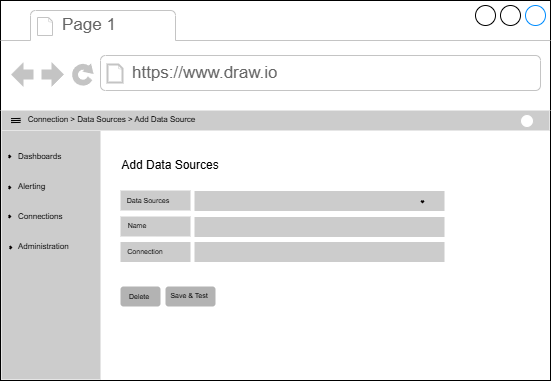 Page 1
https://www.draw.io
Connection > Data Sources > Add Data Source
Dashboards
Alerting
Connections
Administration
Add Data Sources
Data Sources
Name
Connection
Delete
Save & Test